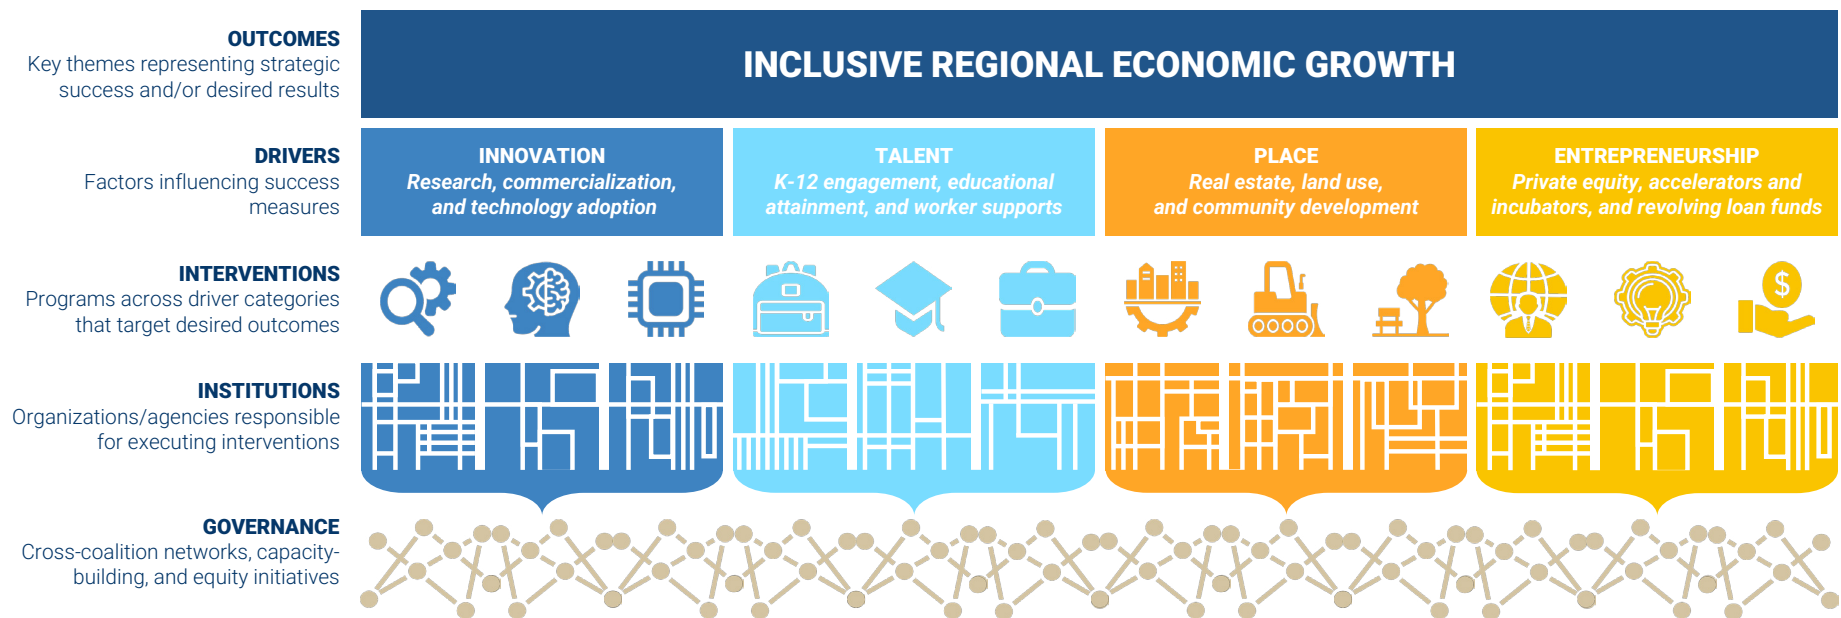 OUTCOMES
Key themes representing strategic
success and/or desired results
INCLUSIVE REGIONAL ECONOMIC GROWTH
DRIVERS
Factors influencing success
measures
INNOVATION
Research, commercialization,
and technology adoption
TALENT
K-12 engagement, educational
attainment, and worker supports
PLACE
Real estate, land use,
and community development
ENTREPRENEURSHIP
Private equity, accelerators and
incubators, and revolving loan funds
INTERVENTIONS
Programs across driver categories
that target desired outcomes
$
INSTITUTIONS
Organizations/agencies responsible
for executing interventions
GOVERNANCE
Cross-coalition networks, capacity-
building, and equity initiatives